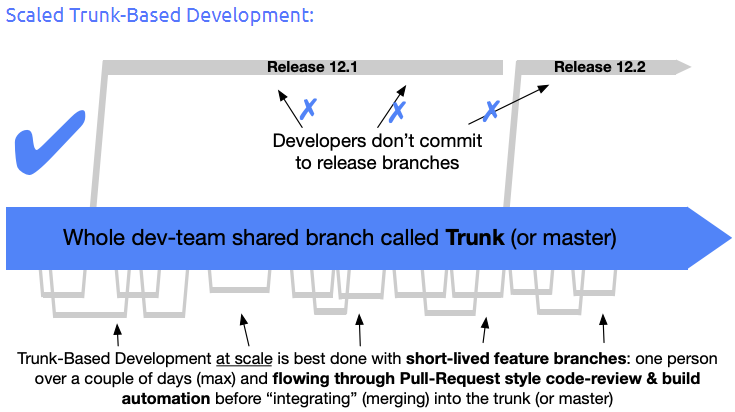 Scaled Trunk-Based Development:
Release 12.1
Release 12.2
Developers don’t commit
to release branches
Whole dev-team shared branch called Trunk (or master)
Trunk-Based Development at scale is best done with short-lived feature branches: one person
over a couple of days (max) and flowing through Pull-Request style code-review & build
automation before “integrating” (merging) into the trunk (or master)